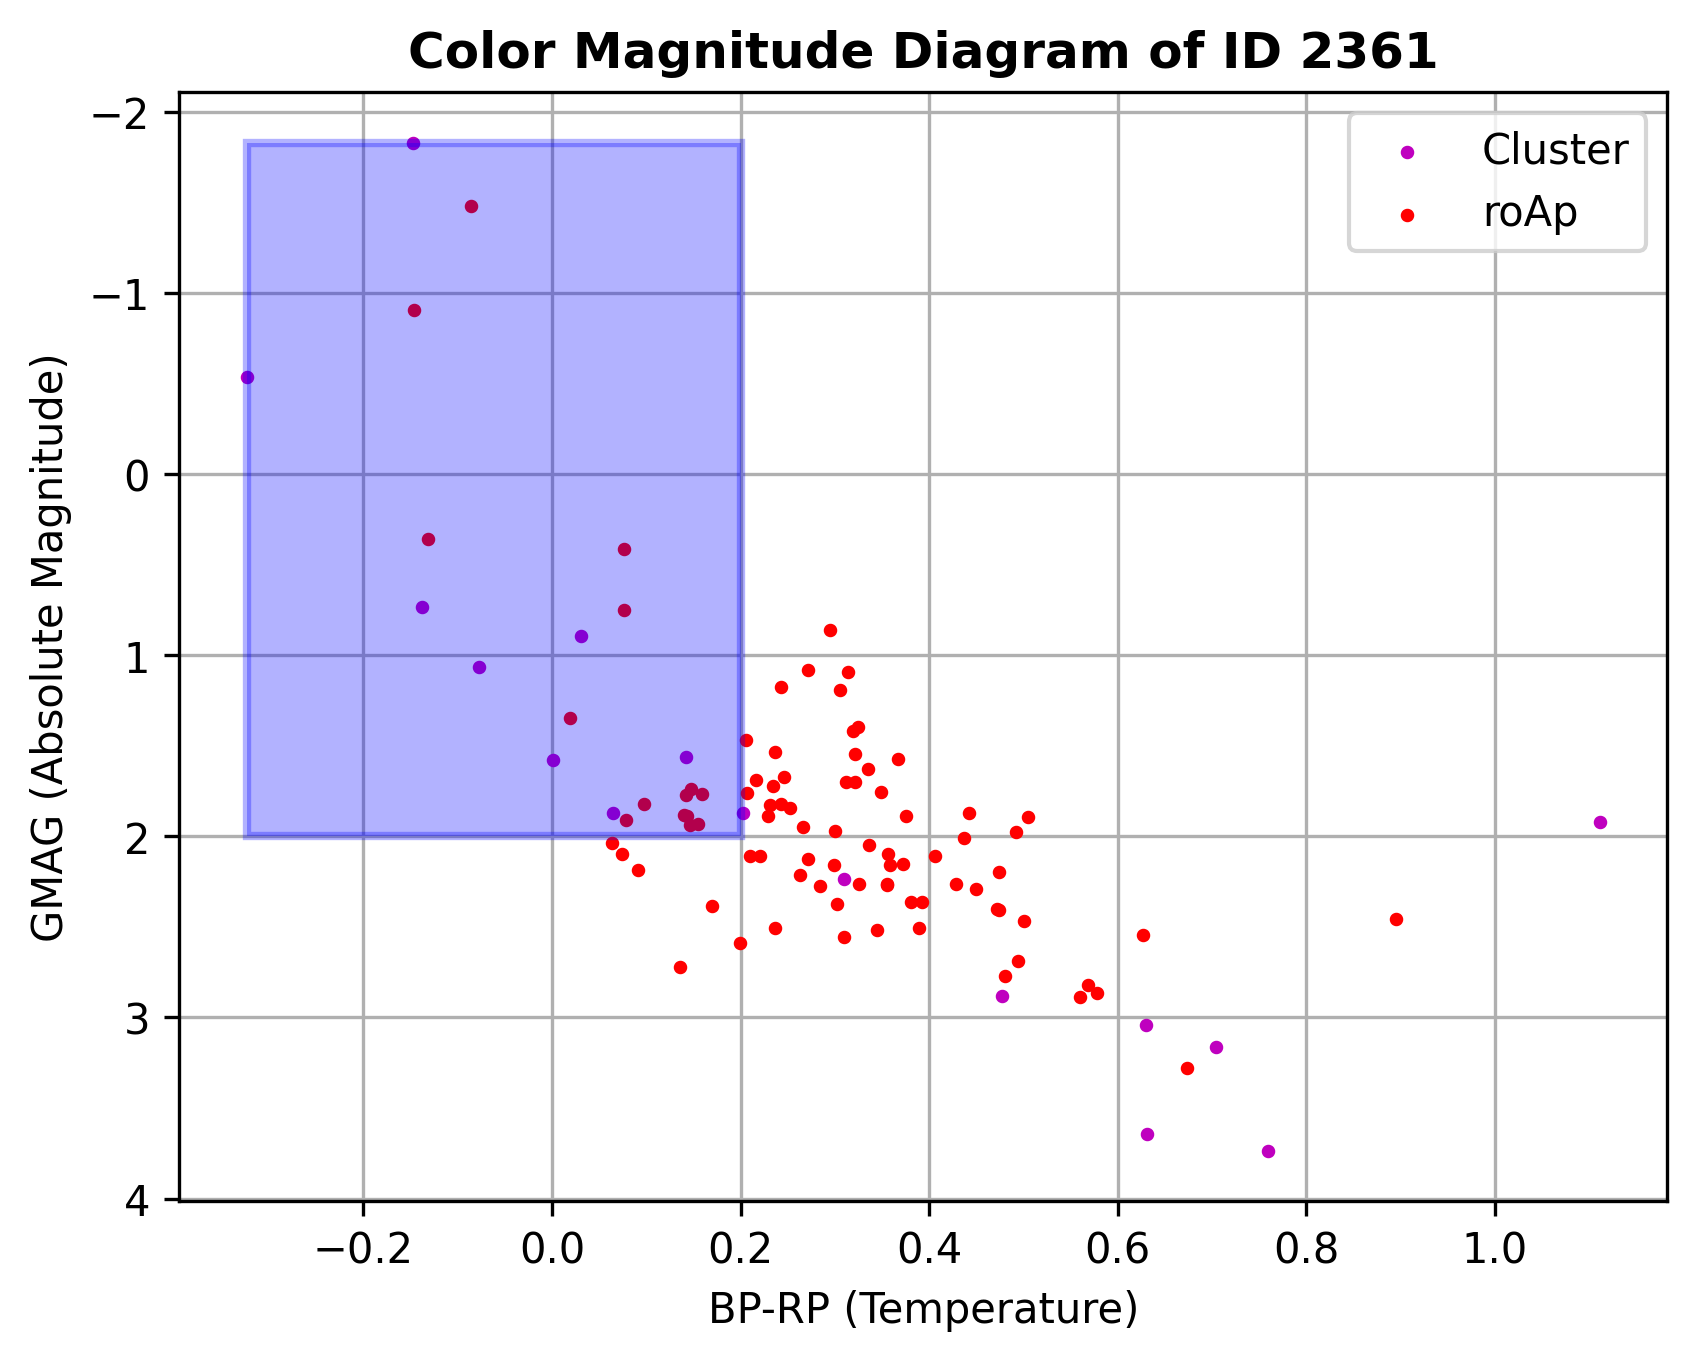 Color Magnitude Diagram of ID 2361
Cluster
roAp
GMAG (Absolute Magnitude)
−2
−1
0
1
2
3
4
−0.2 0.0 0.2 0.4 0.6 0.8 1.0
BP-RP (Temperature)